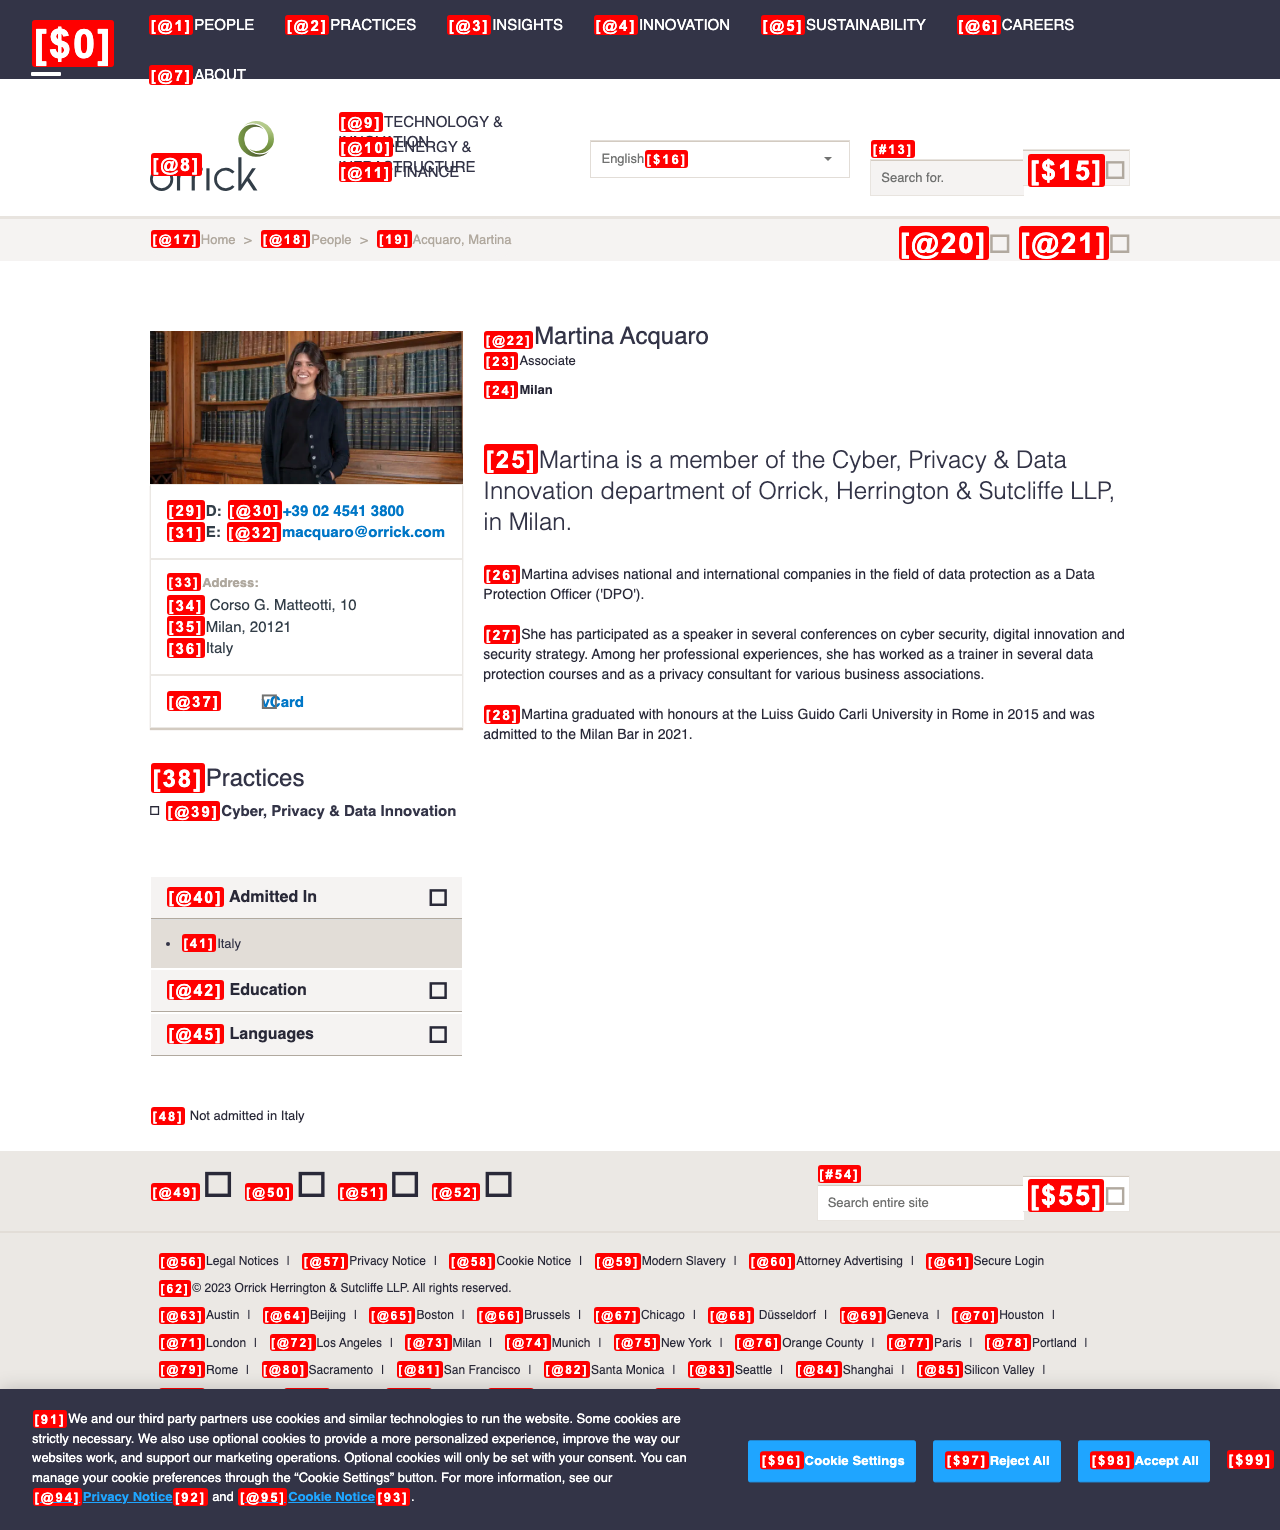 [$0]
[@1] PEOPLE [@2] PRACTICES [@3] INSIGHTS [@4] INNOVATION [@5] SUSTAINABILITY [@6] CAREERS
[@7] ABOUT
[@8] orrick
[@9] TECHNOLOGY &
[@10] ENERGY &
[@11] FINANCE
English [$16]
[#13]
Search for.
[$15]
[@17] Home > [@18] People > [19] Acquaro, Martina
[@20] [@21]
[@22] Martina Acquaro
[23] Associate
[24] Milan
[25] Martina is a member of the Cyber, Privacy & Data
Innovation department of Orrick, Herrington & Sutcliffe LLP,
in Milan.
[26] Martina advises national and international companies in the field of data protection as a Data
Protection Officer ('DPO').
[27] She has participated as a speaker in several conferences on cyber security, digital innovation and
security strategy. Among her professional experiences, she has worked as a trainer in several data
protection courses and as a privacy consultant for various business associations.
[28] Martina graduated with honours at the Luiss Guido Carli University in Rome in 2015 and was
admitted to the Milan Bar in 2021.
[29] D: [@30] +39 02 4541 3800
[31] E: [@32] macquaro@orrick.com
[33] Address:
[34] Corso G. Matteotti, 10
[35] Milan, 20121
[36] Italy
[@37] vCard
[38] Practices
[@39] Cyber, Privacy & Data Innovation
[@40] Admitted In
• [41] Italy
[@42] Education
[@45] Languages
[48] Not admitted in Italy
[@49] [@50] [@51] [@52]
[#54]
Search entire site
[$55]
[@56] Legal Notices | [@57] Privacy Notice | [@58] Cookie Notice | [@59] Modern Slavery | [@60] Attorney Advertising | [@61] Secure Login
[62] © 2023 Orrick Herrington & Sutcliffe LLP. All rights reserved.
[@63] Austin | [@64] Beijing | [@65] Boston | [@66] Brussels | [@67] Chicago | [@68] Düsseldorf | [@69] Geneva | [@70] Houston |
[@71] London | [@72] Los Angeles | [@73] Milan | [@74] Munich | [@75] New York | [@76] Orange County | [@77] Paris | [@78] Portland |
[@79] Rome | [@80] Sacramento | [@81] San Francisco | [@82] Santa Monica | [@83] Seattle | [@84] Shanghai | [@85] Silicon Valley |
[91] We and our third party partners use cookies and similar technologies to run the website. Some cookies are
strictly necessary. We also use optional cookies to provide a more personalized experience, improve the way our
websites work, and support our marketing operations. Optional cookies will only be set with your consent. You can
manage your cookie preferences through the “Cookie Settings” button. For more information, see our
[@94] Privacy Notice [92] and [@95] Cookie Notice [93] .
[$96] Cookie Settings [$97] Reject All [$98] Accept All [$99]